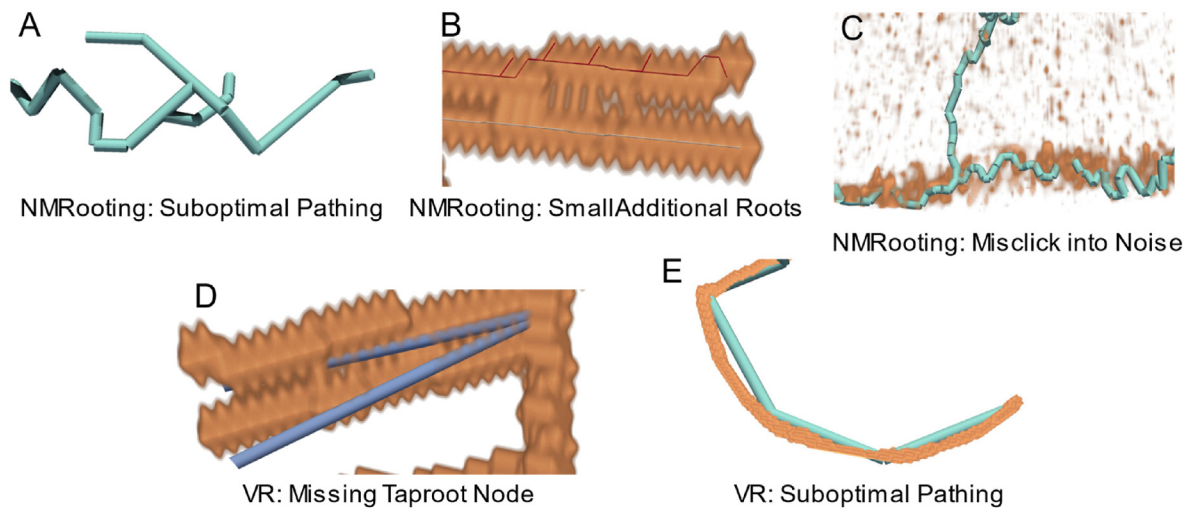 A
NMRooting: Suboptimal Pathing
B
NMRooting: SmallAdditional Roots
C
NMRooting: Misclick into Noise
D
VR: Missing Taproot Node
E
VR: Suboptimal Pathing